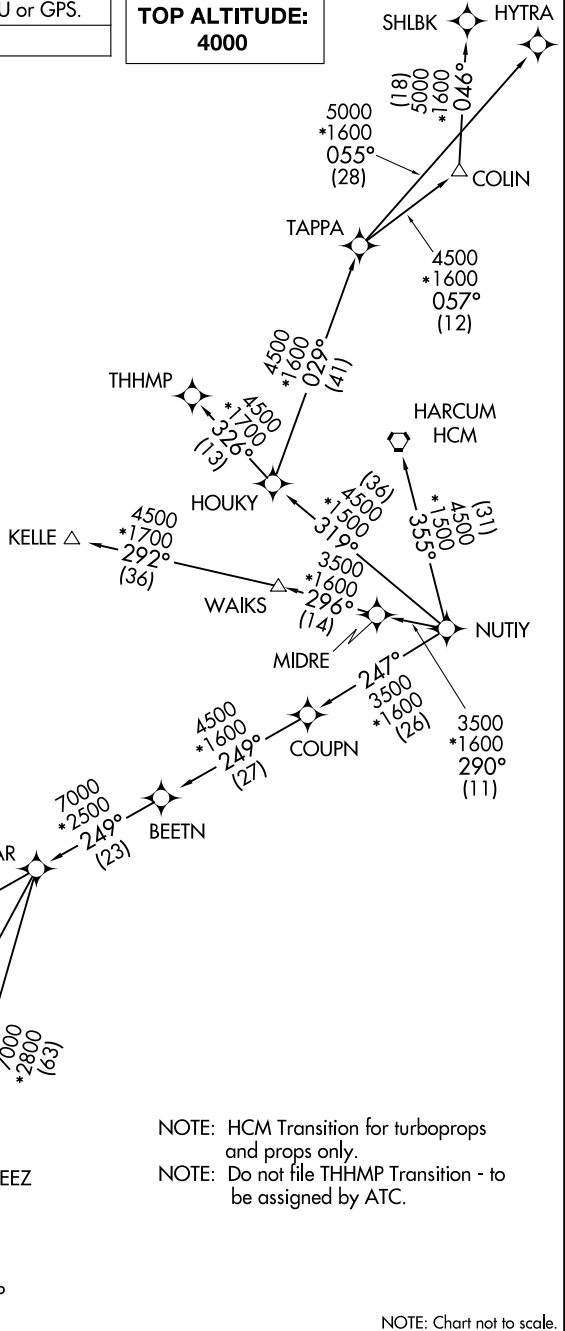 U or GPS.
TOP ALTITUDE:
4000
SHLBK
HYTRA
(18)
5000
*1600
046°
5000
*1600
055°
(28)
COLIN
TAPPA
4500
*1600
057°
(12)
4500
*1600
029°
(41)
THHMP
4500
*1700
326°
(13)
HARCUM
HCM
HOUKY
(36)
4500
*1500
319°
(31)
4500
*1500
355°
KELLE
4500
*1700
292°
(36)
WAIKS
3500
*1600
296°
(14)
MIDRE
NUTIY
247°
3500
*1600
(26)
3500
*1600
290°
(11)
COUPN
4500
*1600
249°
(27)
BEETN
7000
*2500
249°
(23)
AR
7000
*2800
(63)
NOTE: HCM Transition for turboprops
and props only.
NOTE: Do not file THHMP Transition - to
be assigned by ATC.
EEZ
P
NOTE: Chart not to scale.